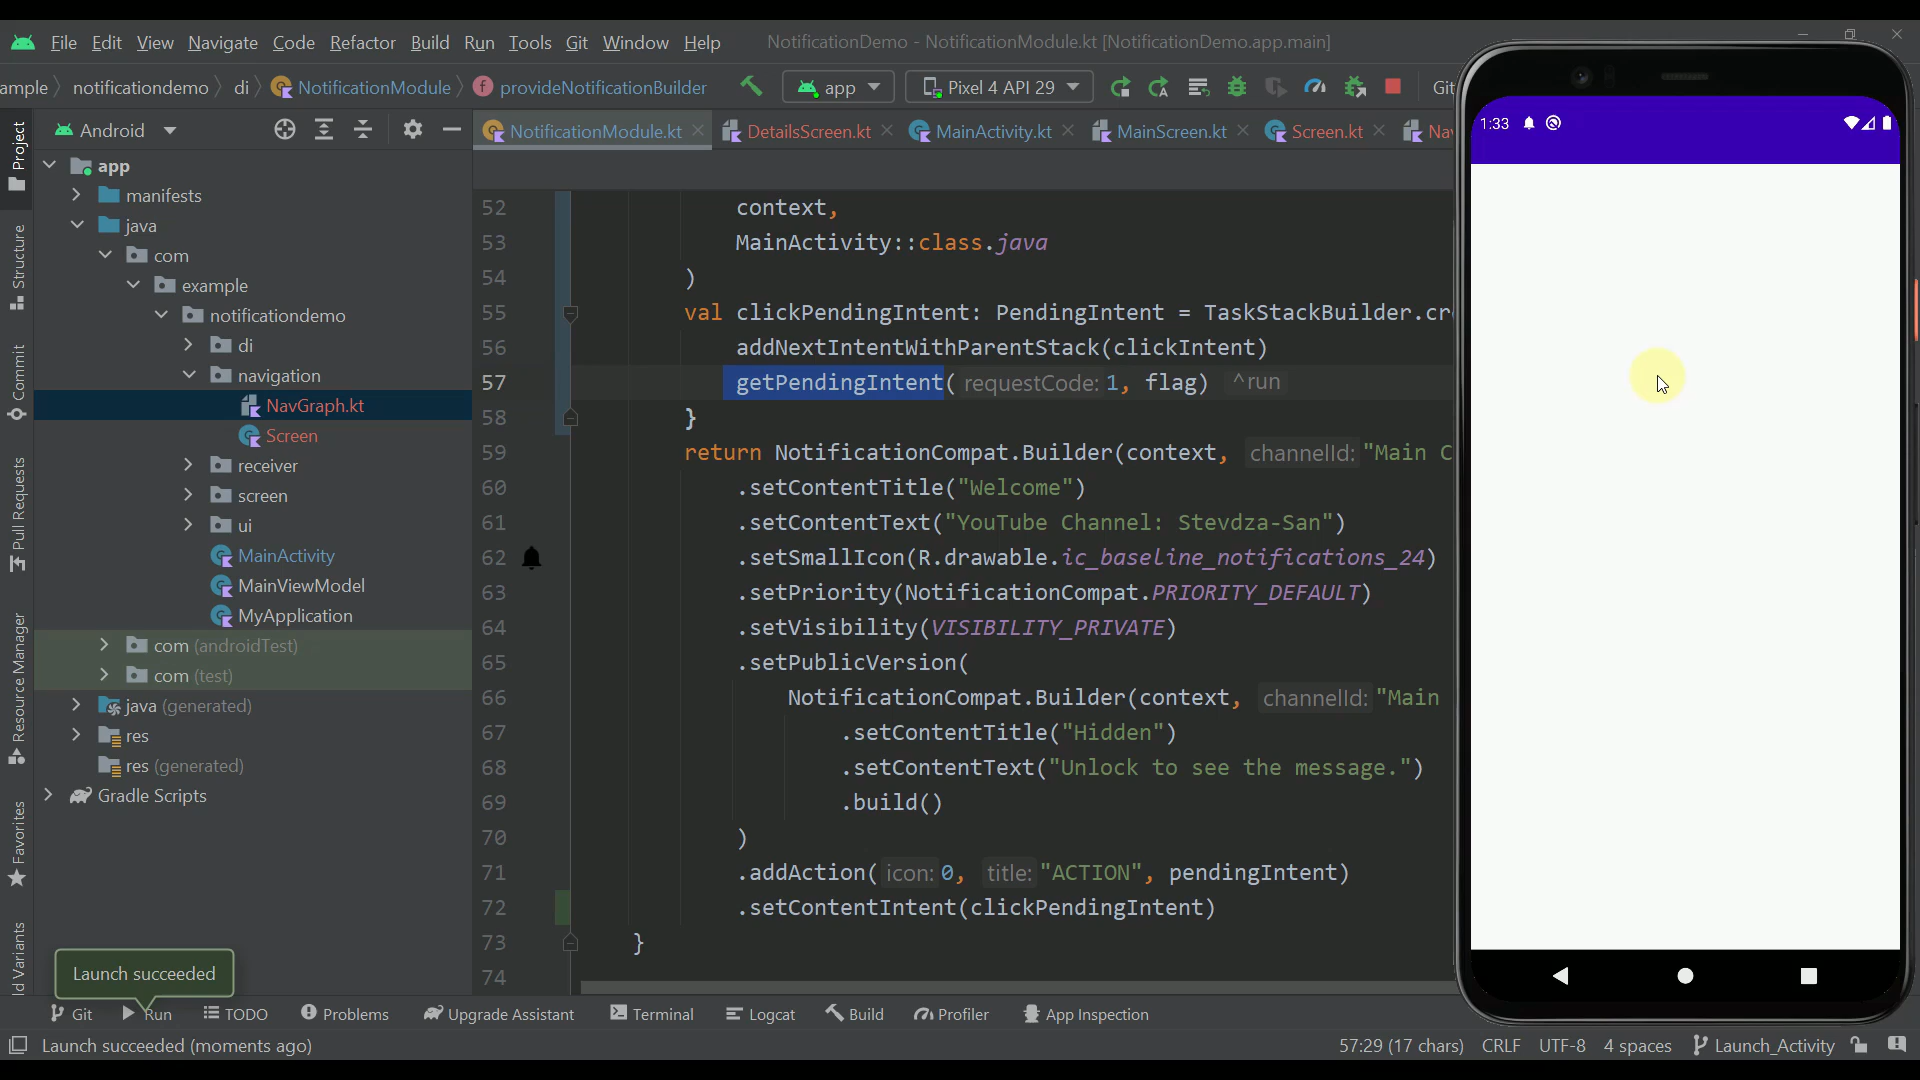 File Edit View Navigate Code Refactor Build Run Tools Git Window Help NotificationDemo - NotificationModule.kt [NotificationDemo.app.main]
ample notificationdemo di NotificationModule provideNotificationBuilder app Pixel 4 API 29 Git
Android
NotificationModule.kt DetailsScreen.kt MainActivity.kt MainScreen.kt Screen.kt Nav
1:33
Project
Structure
Commit
Pull Requests
Resource Manager
Favorites
ld Variants
app
manifests
java
com
example
notificationdemo
di
navigation
NavGraph.kt
Screen
receiver
screen
ui
MainActivity
MainViewModel
MyApplication
com (androidTest)
com (test)
java (generated)
res
res (generated)
Gradle Scripts
52 context,
53 MainActivity::class.java
54 )
55 val clickPendingIntent: PendingIntent = TaskStackBuilder.cr
56 addNextIntentWithParentStack(clickIntent)
57 getPendingIntent( requestCode: 1, flag) ^run
58 }
59 return NotificationCompat.Builder(context, channelId: "Main C
60 .setContentTitle("Welcome")
61 .setContentText("YouTube Channel: Stevdza-San")
62 .setSmallIcon(R.drawable.ic_baseline_notifications_24)
63 .setPriority(NotificationCompat.PRIORITY_DEFAULT)
64 .setVisibility(VISIBILITY_PRIVATE)
65 .setPublicVersion(
66 NotificationCompat.Builder(context, channelId: "Main
67 .setContentTitle("Hidden")
68 .setContentText("Unlock to see the message.")
69 .build()
70 )
71 .addAction( icon: 0, title: "ACTION", pendingIntent)
72 .setContentIntent(clickPendingIntent)
73 }
74
Launch succeeded
Git Run TODO Problems Upgrade Assistant Terminal Logcat Build Profiler App Inspection
Launch succeeded (moments ago) 57:29 (17 chars) CRLF UTF-8 4 spaces Launch_Activity